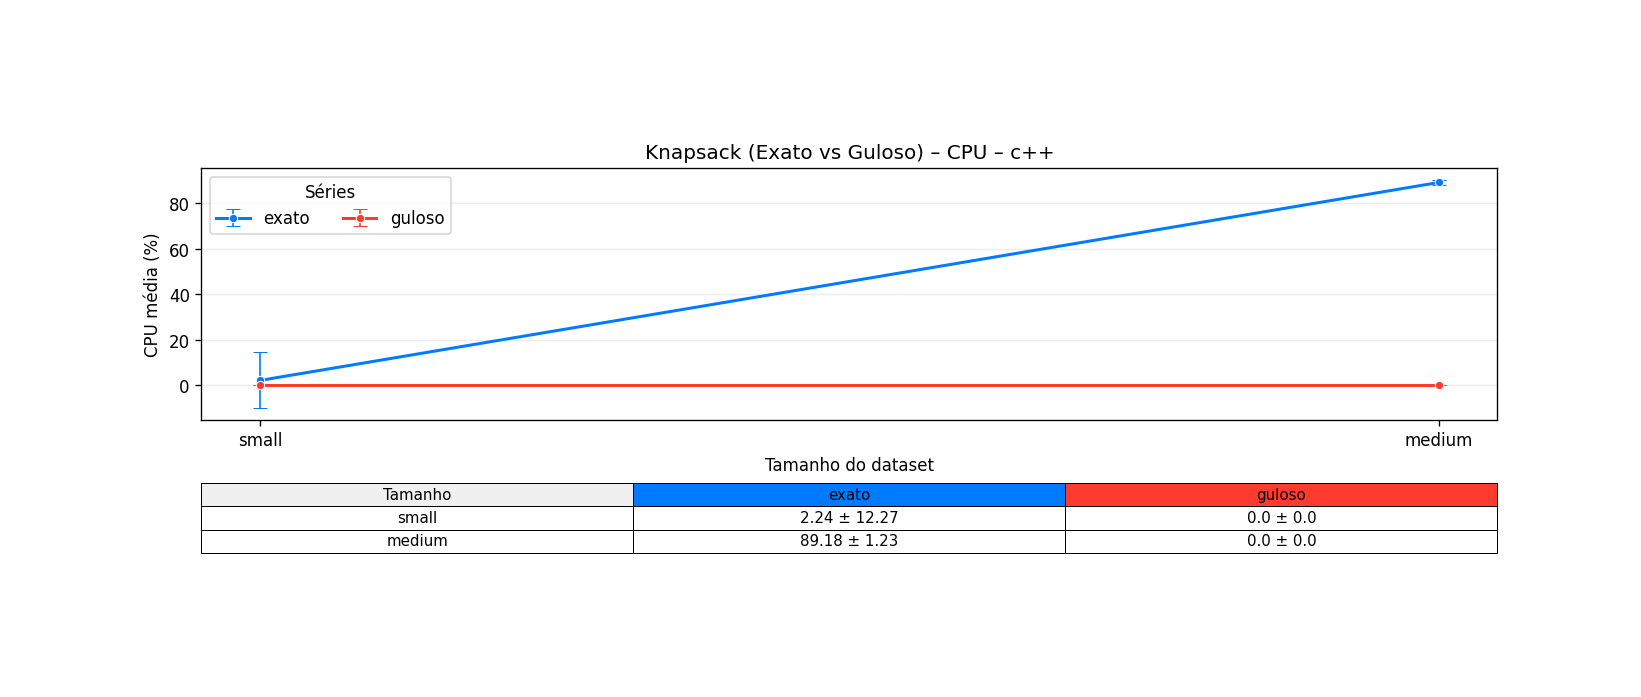 Knapsack (Exato vs Guloso) – CPU – c++
Séries
exato guloso
CPU média (%)
80
60
40
20
0
small medium
Tamanho do dataset
Tamanho exato guloso
small 2.24 ± 12.27 0.0 ± 0.0
medium 89.18 ± 1.23 0.0 ± 0.0